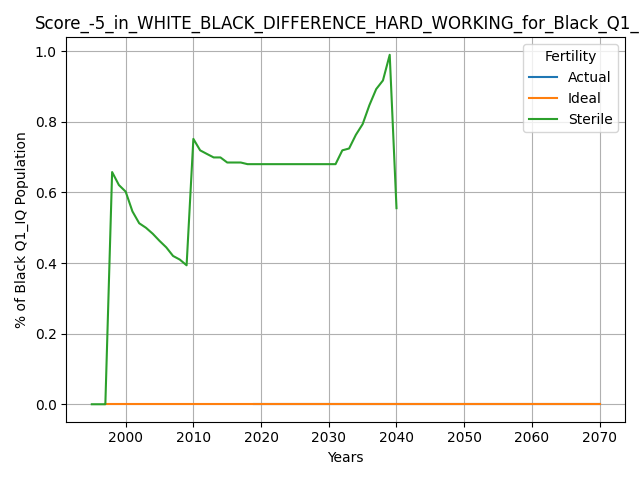 Score_-5_in_WHITE_BLACK_DIFFERENCE_HARD_WORKING_for_Black_Q1_
Fertility
Actual
Ideal
Sterile
% of Black Q1_IQ Population
1.0
0.8
0.6
0.4
0.2
0.0
2000 2010 2020 2030 2040 2050 2060 2070
Years